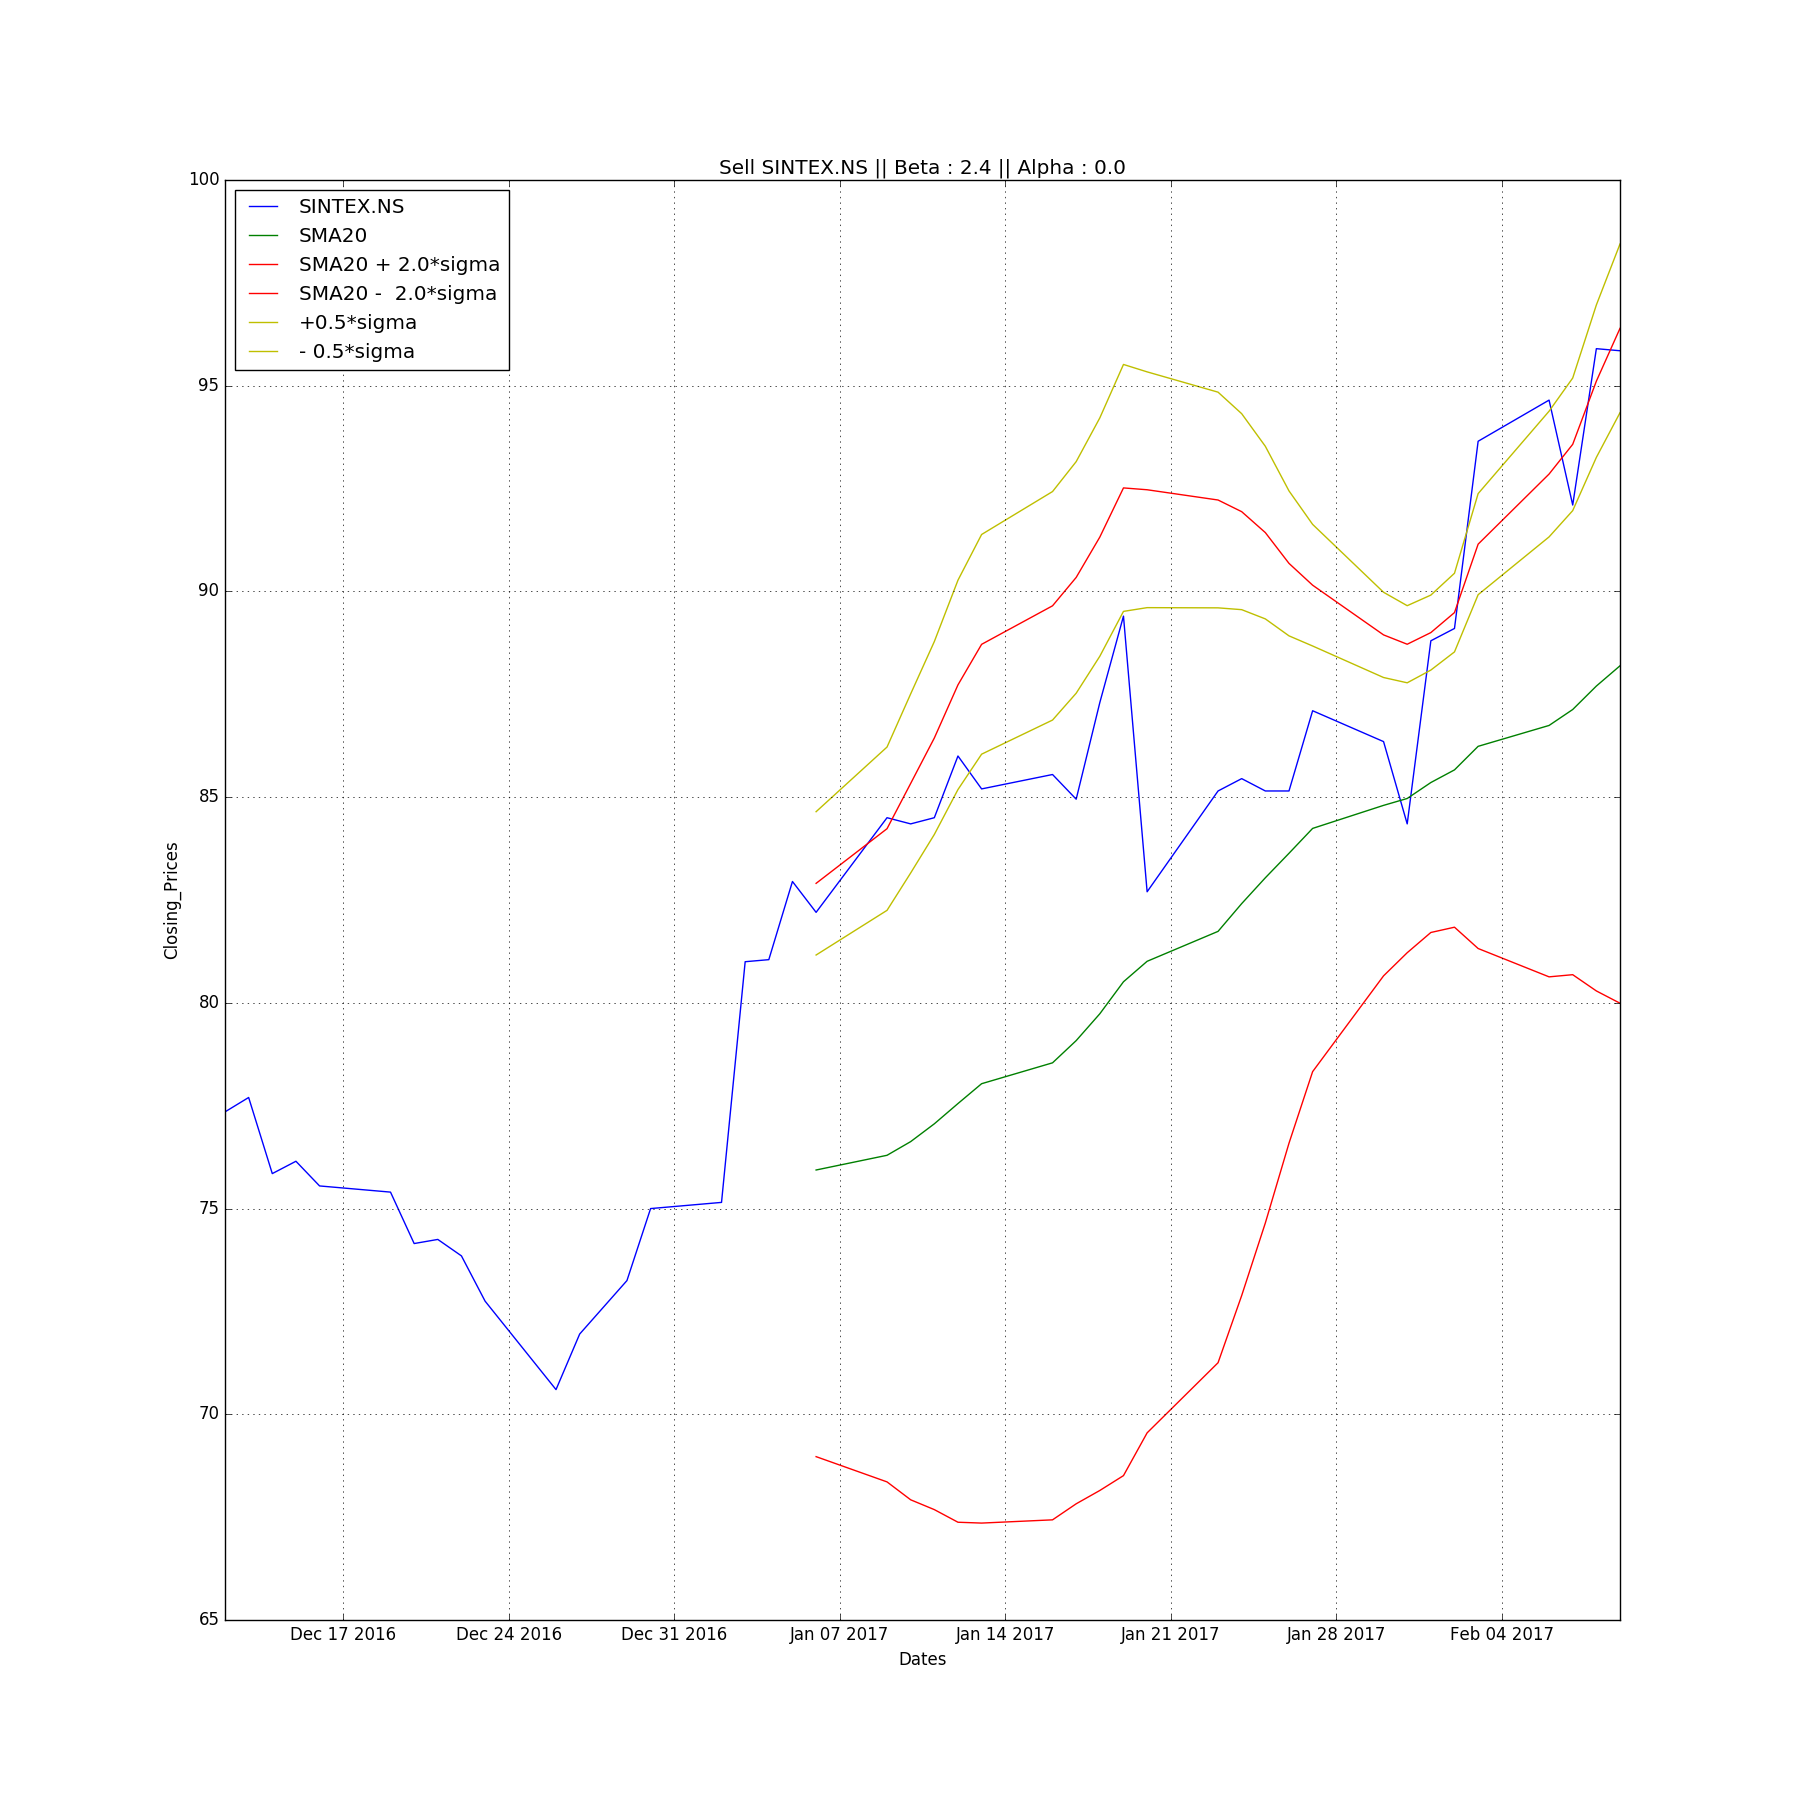 Sell SINTEX.NS || Beta : 2.4 || Alpha : 0.0
SINTEX.NS
SMA20
SMA20 + 2.0*sigma
SMA20 -  2.0*sigma
+0.5*sigma
- 0.5*sigma
100
95
90
85
80
75
70
65
Closing_Prices
Dec 17 2016
Dec 24 2016
Dec 31 2016
Jan 07 2017
Jan 14 2017
Jan 21 2017
Jan 28 2017
Feb 04 2017
Dates